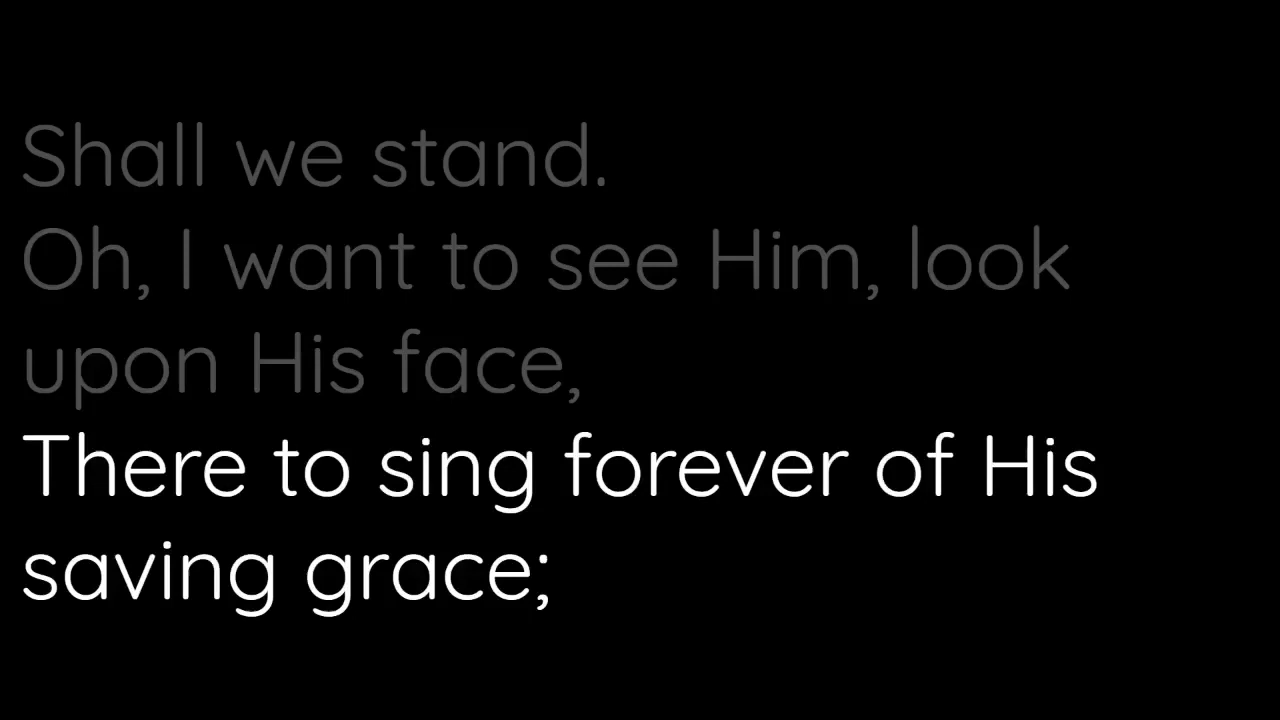 Shall we stand.
Oh, I want to see Him, look
upon His face,
There to sing forever of His
saving grace;